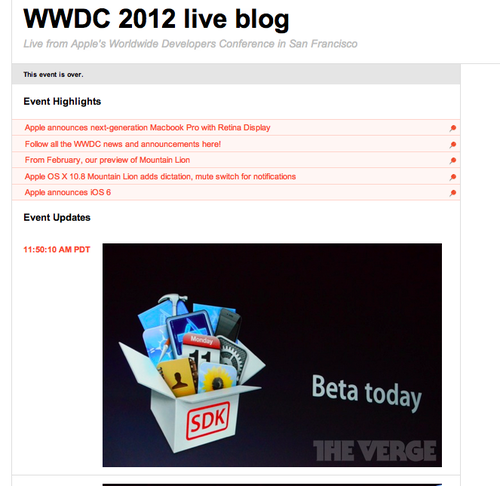 WWDC 2012 live blog
Live from Apple's Worldwide Developers Conference in San Francisco
This event is over.
Event Highlights
Apple announces next-generation Macbook Pro with Retina Display
Follow all the WWDC news and announcements here!
From February, our preview of Mountain Lion
Apple OS X 10.8 Mountain Lion adds dictation, mute switch for notifications
Apple announces iOS 6
Event Updates
11:50:10 AM PDT
Monday
11
SDK
Beta today
THE VERGE